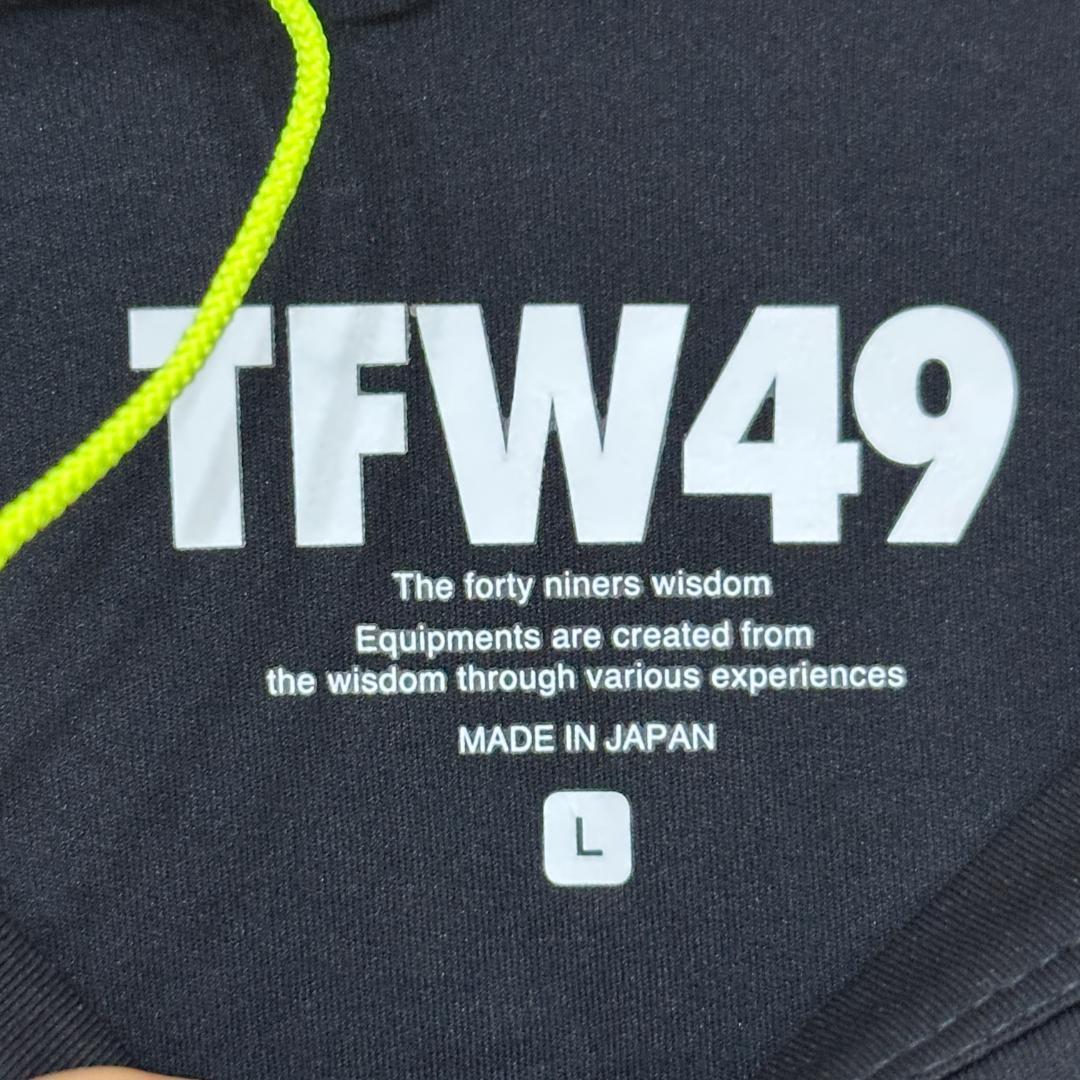 TFW49
The forty niners wisdom
Equipments are created from
the wisdom through various experiences
MADE IN JAPAN
L